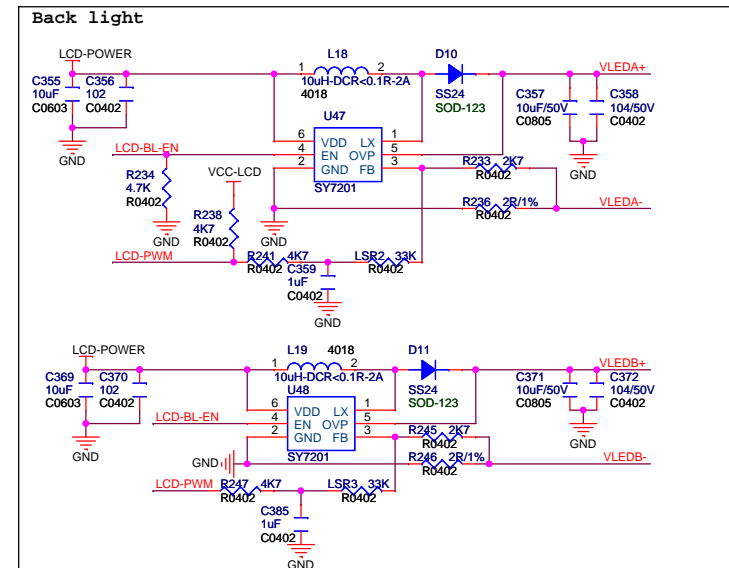 Back light
LCD-POWER
L18
D10
1
2
VLEDA+
C355
C356
10uH-DCR<0.1R-2A
10uF
102
4018
SS24
C357
C358
C0603
C0402
SOD-123
10uF/50V
104/50V
U47
C0805
C0402
GND
6
VDD
LX
1
GND
LCD-BL-EN
4
EN
OVP
5
2
GND
FB
3
R233
2K7
R0402
R234
VCC-LCD
SY7201
4.7K
R0402
R236
2R/1%
VLEDA-
R238
R0402
4K7
GND
R0402
GND
LCD-PWM
R241
4K7
LSR2
33K
R0402
R0402
C359
1uF
C0402
GND
LCD-POWER
L19
4018
D11
1
2
VLEDB+
C369
C370
10uH-DCR<0.1R-2A
C371
C372
10uF
102
U48
SS24
10uF/50V
104/50V
C0603
C0402
SOD-123
C0805
C0402
6
VDD
LX
1
LCD-BL-EN
4
EN
OVP
5
GND
2
GND
FB
3
R245
2K7
GND
R0402
SY7201
GND
R246
2R/1%
VLEDB-
R0402
LCD-PWM
R247
4K7
LSR3
33K
R0402
R0402
C385
1uF
C0402
GND